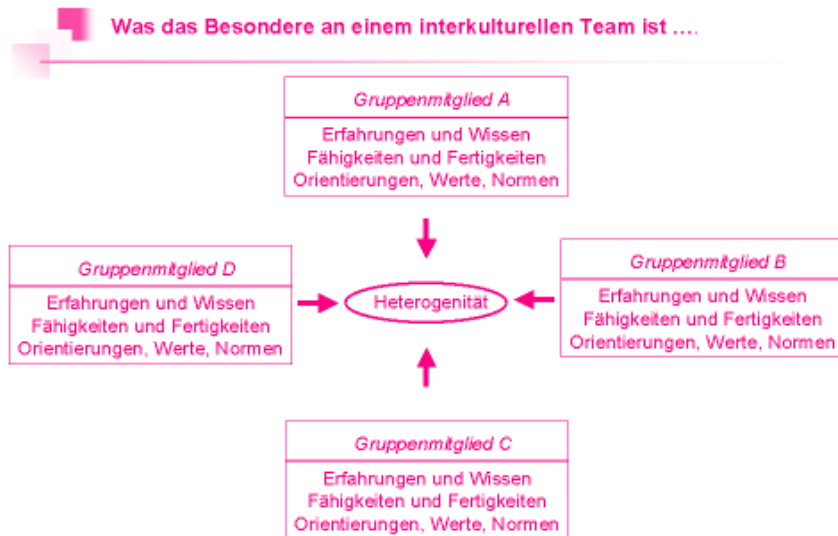 Was das Besondere an einem interkulturellen Team ist ....
Gruppenmitglied A
Erfahrungen und Wissen
Fähigkeiten und Fertigkeiten
Orientierungen, Werte, Normen
Gruppenmitglied D
Erfahrungen und Wissen
Fähigkeiten und Fertigkeiten
Orientierungen, Werte, Normen
Heterogenität
Gruppenmitglied B
Erfahrungen und Wissen
Fähigkeiten und Fertigkeiten
Orientierungen, Werte, Normen
Gruppenmitglied C
Erfahrungen und Wissen
Fähigkeiten und Fertigkeiten
Orientierungen, Werte, Normen